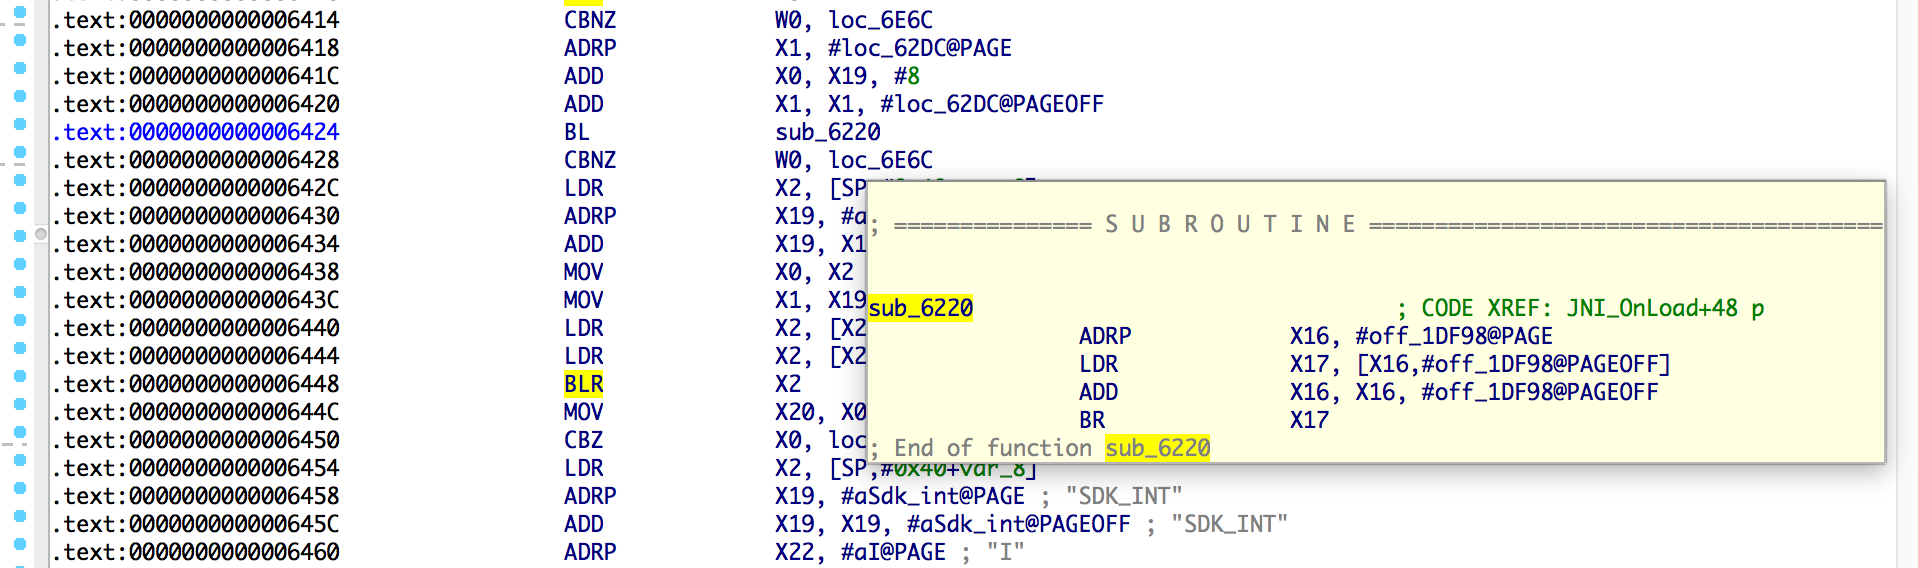 .text:0000000000006414 CBNZ W0, loc_6E6C
.text:0000000000006418 ADRP X1, #loc_62DC@PAGE
.text:000000000000641C ADD X0, X19, #8
.text:0000000000006420 ADD X1, X1, #loc_62DC@PAGEOFF
.text:0000000000006424 BL sub_6220
.text:0000000000006428 CBNZ W0, loc_6E6C
.text:000000000000642C LDR X2, [SP
.text:0000000000006430 ADRP X19, #a
.text:0000000000006434 ADD X19, X1
.text:0000000000006438 MOV X0, X2
.text:000000000000643C MOV X1, X19
.text:0000000000006440 LDR X2, [X2
.text:0000000000006444 LDR X2, [X2
.text:0000000000006448 BLR X2
.text:000000000000644C MOV X20, X0
.text:0000000000006450 CBZ X0, loc
.text:0000000000006454 LDR X2, [SP,#0x40+var_8]
.text:0000000000006458 ADRP X19, #aSdk_int@PAGE ; "SDK_INT"
.text:000000000000645C ADD X19, X19, #aSdk_int@PAGEOFF ; "SDK_INT"
.text:0000000000006460 ADRP X22, #aI@PAGE ; "I"
; =============== S U B R O U T I N E =======================================
sub_6220 ; CODE XREF: JNI_OnLoad+48 p
ADRP X16, #off_1DF98@PAGE
LDR X17, [X16,#off_1DF98@PAGEOFF]
ADD X16, X16, #off_1DF98@PAGEOFF
BR X17
; End of function sub_6220